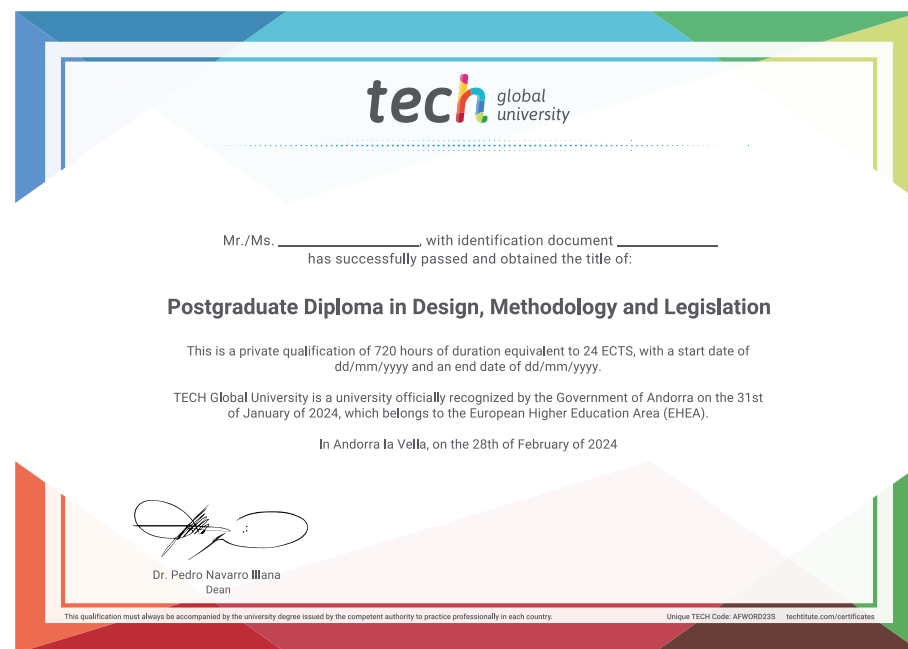 tech global
university
Mr./Ms. ____________, with identification document ____________
has successfully passed and obtained the title of:
Postgraduate Diploma in Design, Methodology and Legislation
This is a private qualification of 720 hours of duration equivalent to 24 ECTS, with a start date of
dd/mm/yyyy and an end date of dd/mm/yyyy.
TECH Global University is a university officially recognized by the Government of Andorra on the 31st
of January of 2024, which belongs to the European Higher Education Area (EHEA).
In Andorra la Vella, on the 28th of February of 2024
Dr. Pedro Navarro Illana
Dean
This qualification must always be accompanied by the university degree issued by the competent authority to practice professionally in each country.
Unique TECH Code: AFWORD23S techtitute.com/certificates